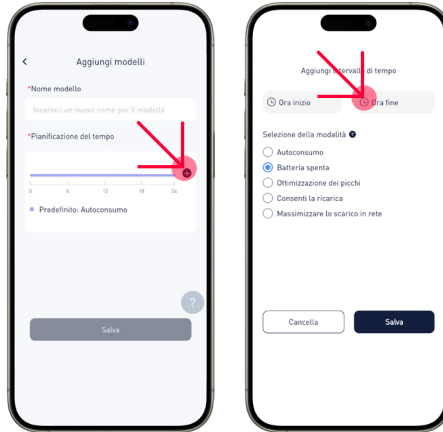 Aggiungi modelli
*Nome modello
Inserisci un nuovo nome per il modello
*Pianificazione del tempo
0 6 12 18 24
Predefinito: Autoconsumo
?
Salva
Aggiungi intervallo di tempo
Ora inizio
Ora fine
Selezione della modalità ?
Autoconsumo
Batteria spenta
Ottimizzazione dei picchi
Consenti la ricarica
Massimizzare lo scarico in rete
Cancella
Salva